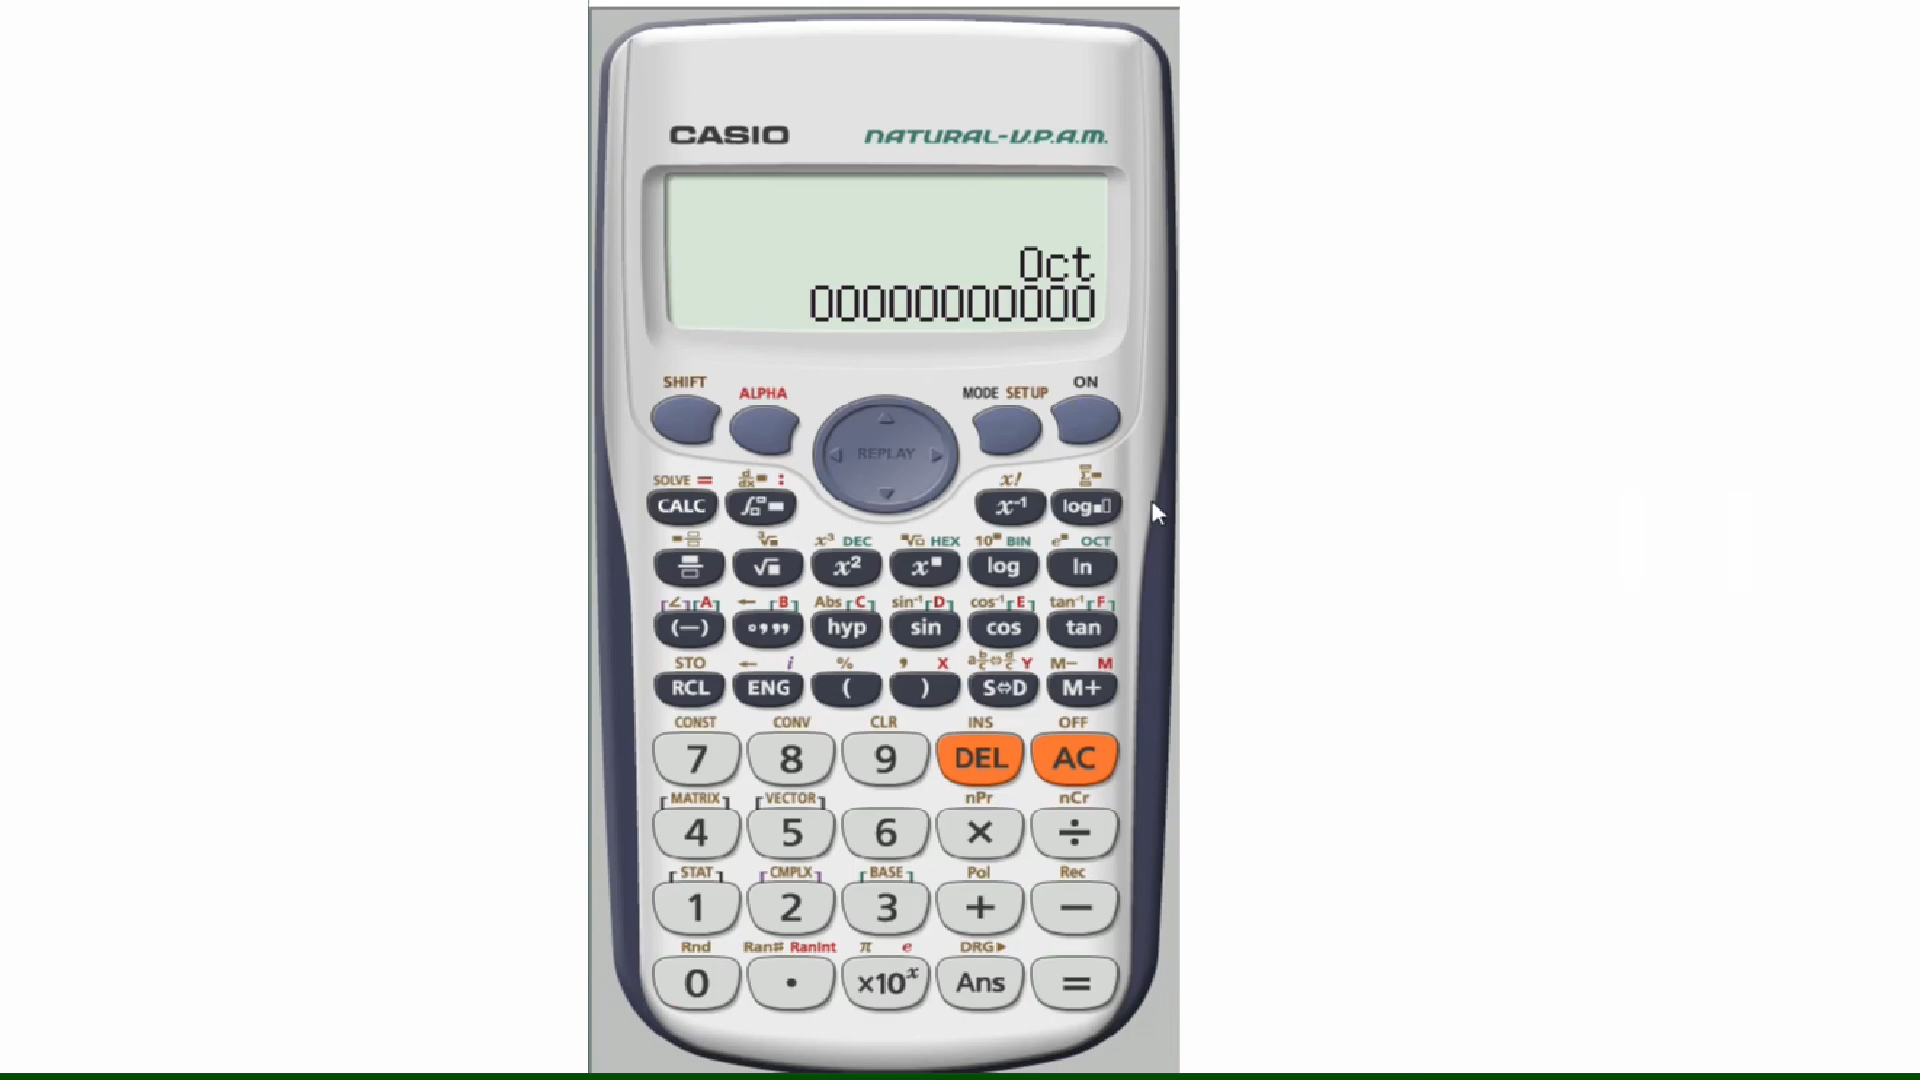 CASIO NATURAL-V.P.A.M.
Oct
00000000000
SHIFT ALPHA MODE SETUP ON
REPLAY
SOLVE = d/dx : x! Σ
CALC ∫ x⁻¹ log
³√ x³ DEC √ HEX 10 BIN e OCT
√ x² x log ln
∠ A ← B Abs C sin⁻¹ D cos⁻¹ E tan⁻¹ F
(−) °,,, hyp sin cos tan
STO ← i % , X a b/c⇔d/c Y M− M
RCL ENG ( ) S⇔D M+
CONST CONV CLR INS OFF
7 8 9 DEL AC
MATRIX VECTOR nPr nCr
4 5 6 × ÷
STAT CMPLX BASE Pol Rec
1 2 3 + −
Rnd Ran# RanInt π e DRG▶
0 . ×10ˣ Ans =